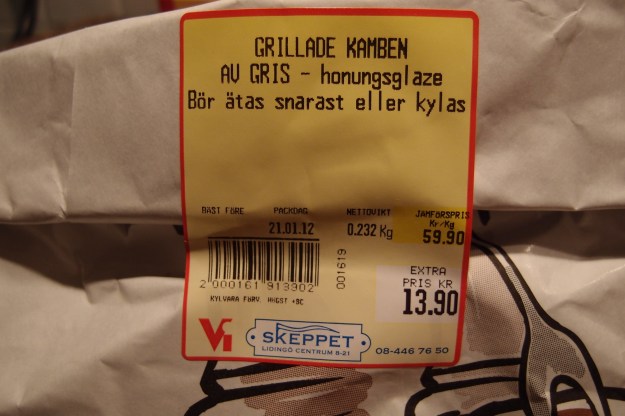 GRILLADE KAMBEN
AV GRIS - honungsglaze
Bör ätas snarast eller kylas
BÄST FÖRE PACKDAG NETTOVIKT JÄMFÖRSPRIS
Kr/Kg
21.01.12 0.232 Kg 59.90
001619
EXTRA
PRIS KR
13.90
2 000161 913902
KYLVARA FÖRV. HÖGST +8C
Vi SKEPPET
LIDINGÖ CENTRUM 8-21 08-446 76 50